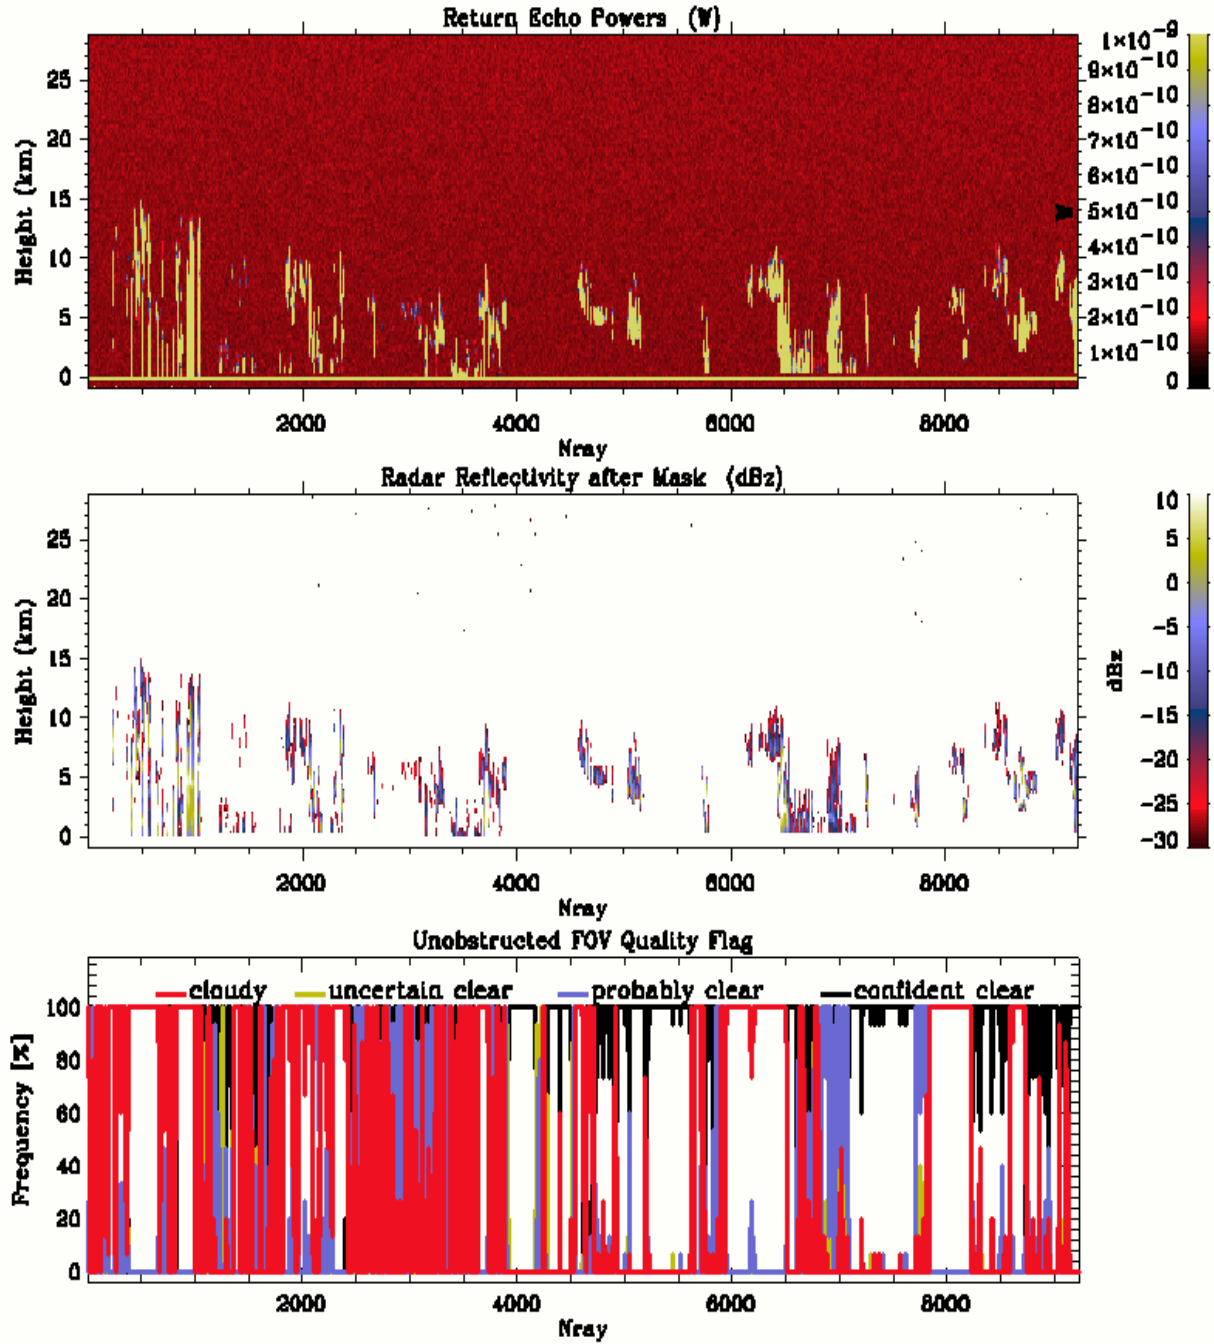 Return Echo Powers (W)
Height (km)
25
20
15
10
5
0
2000 4000 6000 8000
Nray
1×10⁻⁹
9×10⁻¹⁰
8×10⁻¹⁰
7×10⁻¹⁰
6×10⁻¹⁰
5×10⁻¹⁰
4×10⁻¹⁰
3×10⁻¹⁰
2×10⁻¹⁰
1×10⁻¹⁰
0
W
Radar Reflectivity after Mask (dBz)
Height (km)
25
20
15
10
5
0
2000 4000 6000 8000
Nray
dBz
10
5
0
-5
-10
-15
-20
-25
-30
Unobstructed FOV Quality Flag
cloudy uncertain clear probably clear confident clear
Frequency [%]
100
80
60
40
20
0
2000 4000 6000 8000
Nray